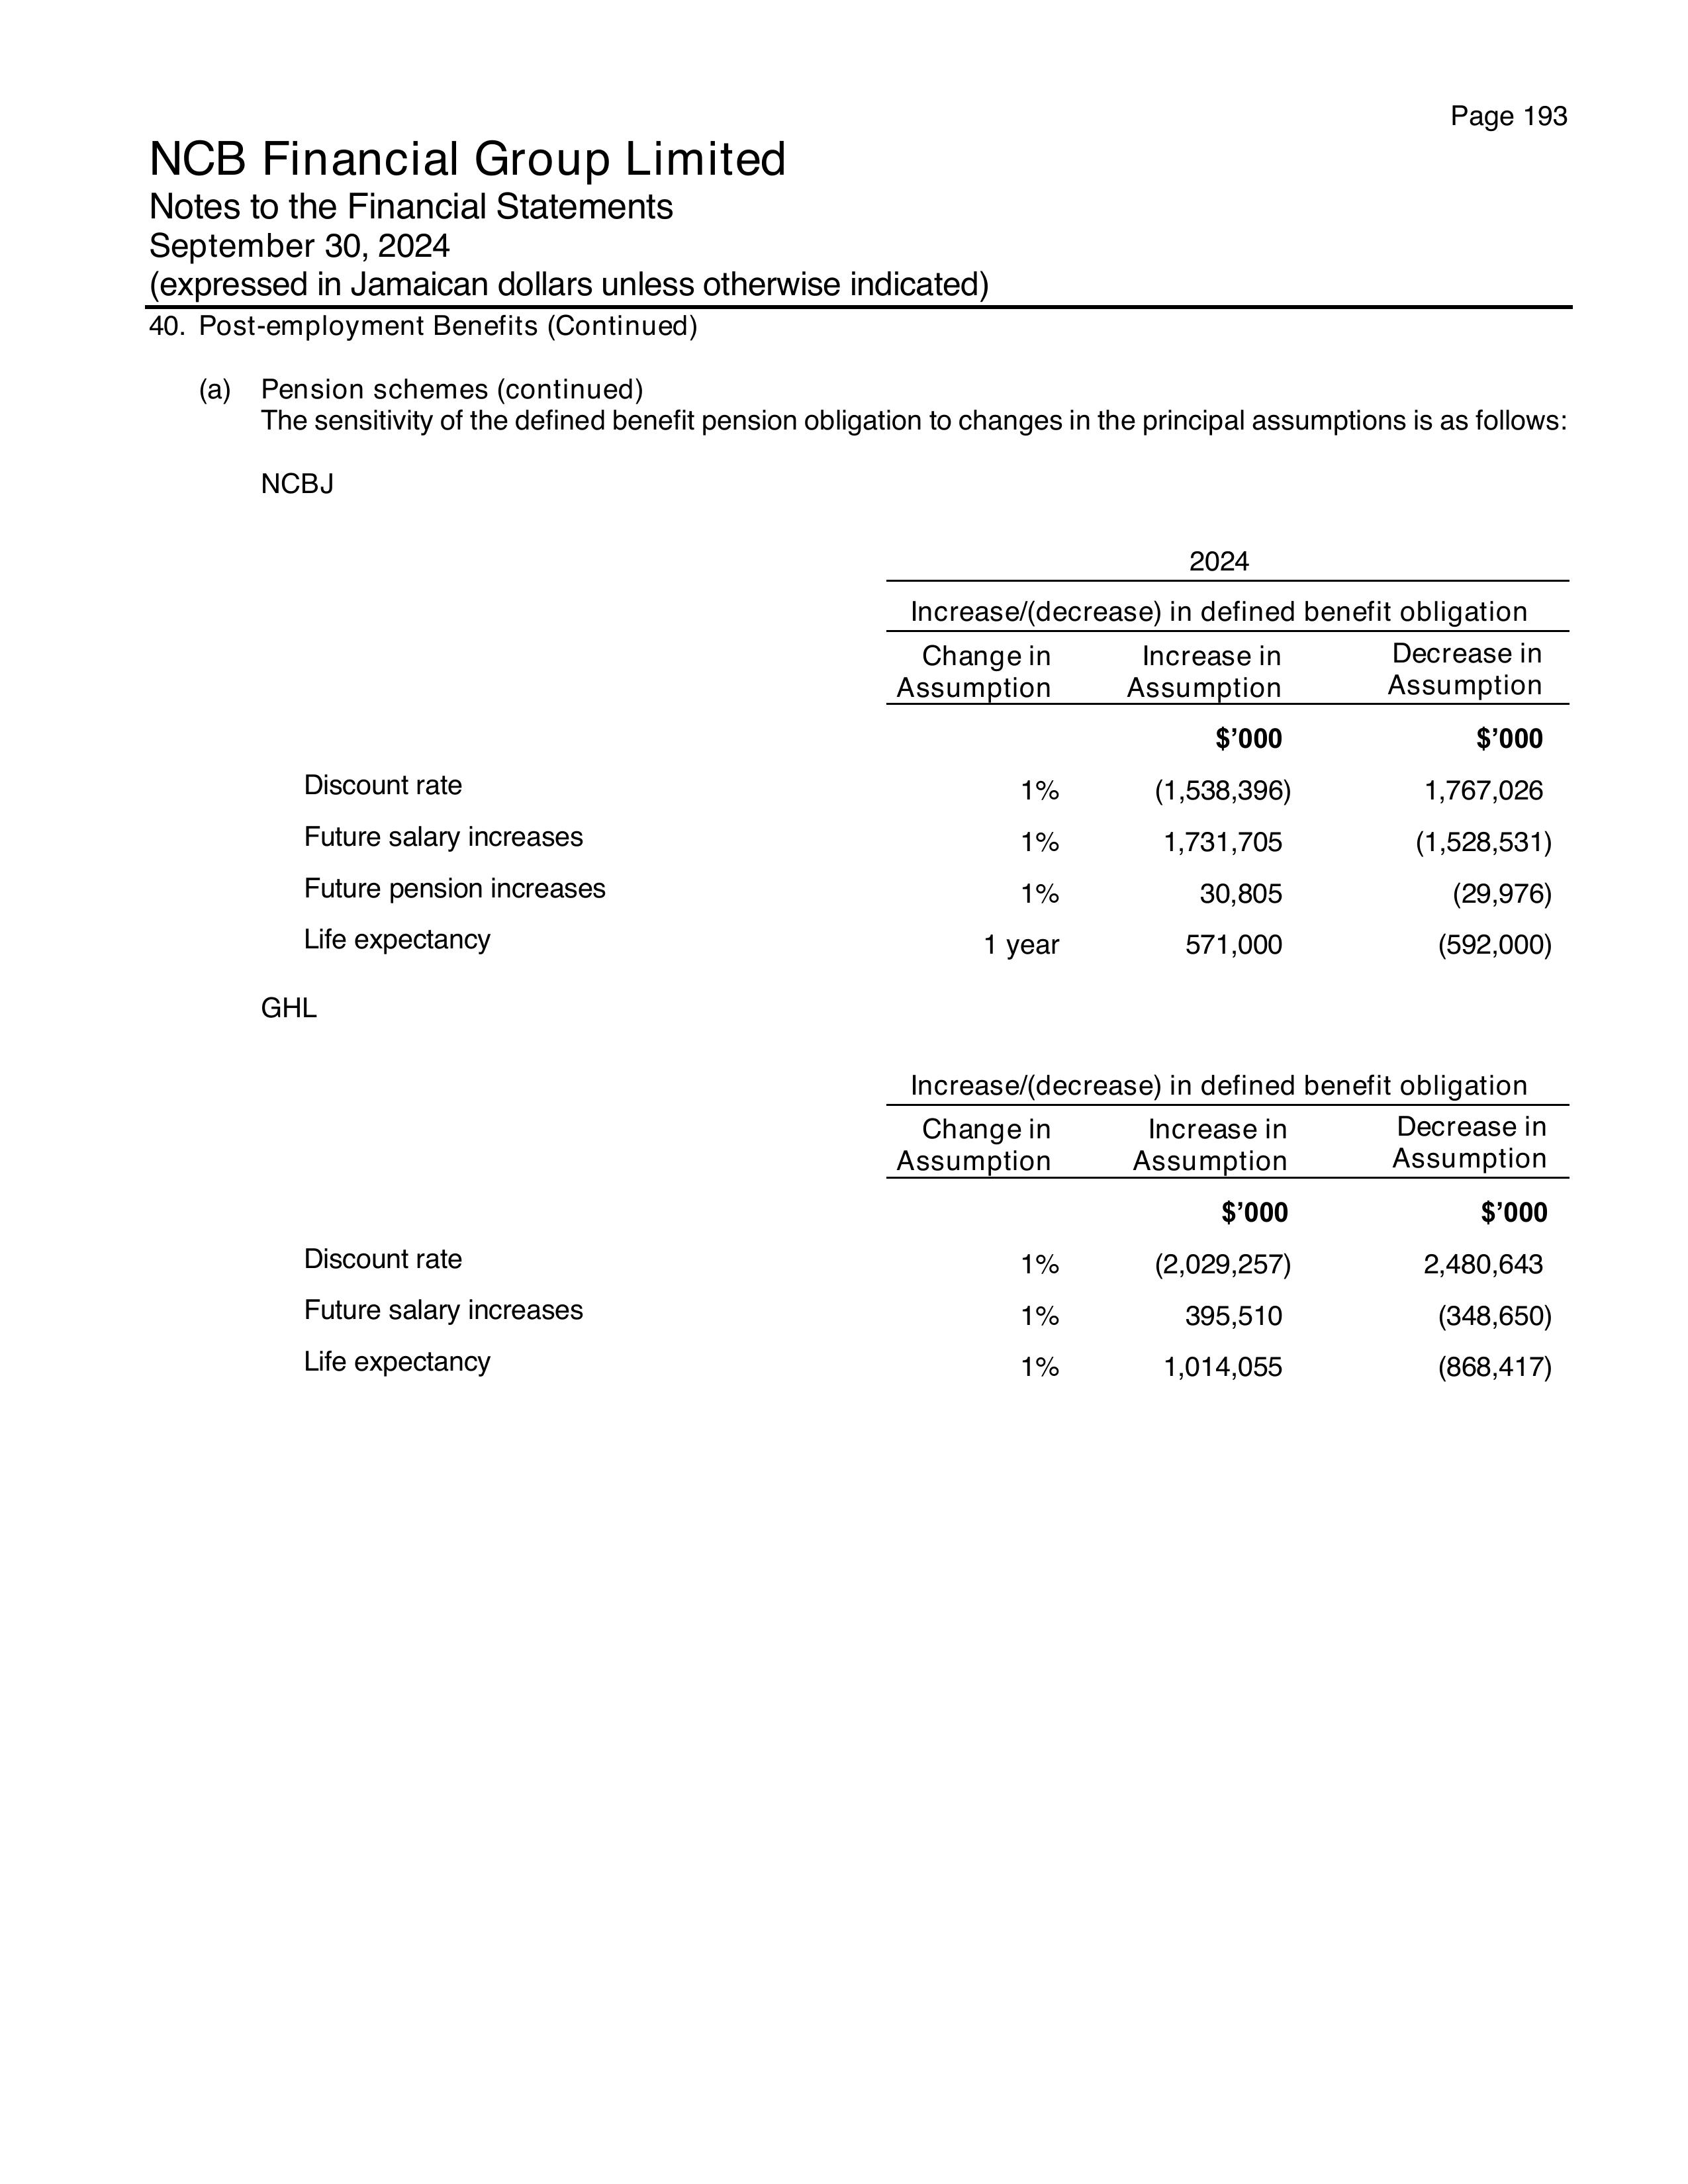 Page 193
NCB Financial Group Limited
Notes to the Financial Statements
September 30, 2024
(expressed in Jamaican dollars unless otherwise indicated)
40. Post-employment Benefits (Continued)
(a) Pension schemes (continued)
The sensitivity of the defined benefit pension obligation to changes in the principal assumptions is as follows:
NCBJ
2024
Increase/(decrease) in defined benefit obligation
Change in Increase in Decrease in
Assumption Assumption Assumption
$’000 $’000
Discount rate 1% (1,538,396) 1,767,026
Future salary increases 1% 1,731,705 (1,528,531)
Future pension increases 1% 30,805 (29,976)
Life expectancy 1 year 571,000 (592,000)
GHL
Increase/(decrease) in defined benefit obligation
Change in Increase in Decrease in
Assumption Assumption Assumption
$’000 $’000
Discount rate 1% (2,029,257) 2,480,643
Future salary increases 1% 395,510 (348,650)
Life expectancy 1% 1,014,055 (868,417)